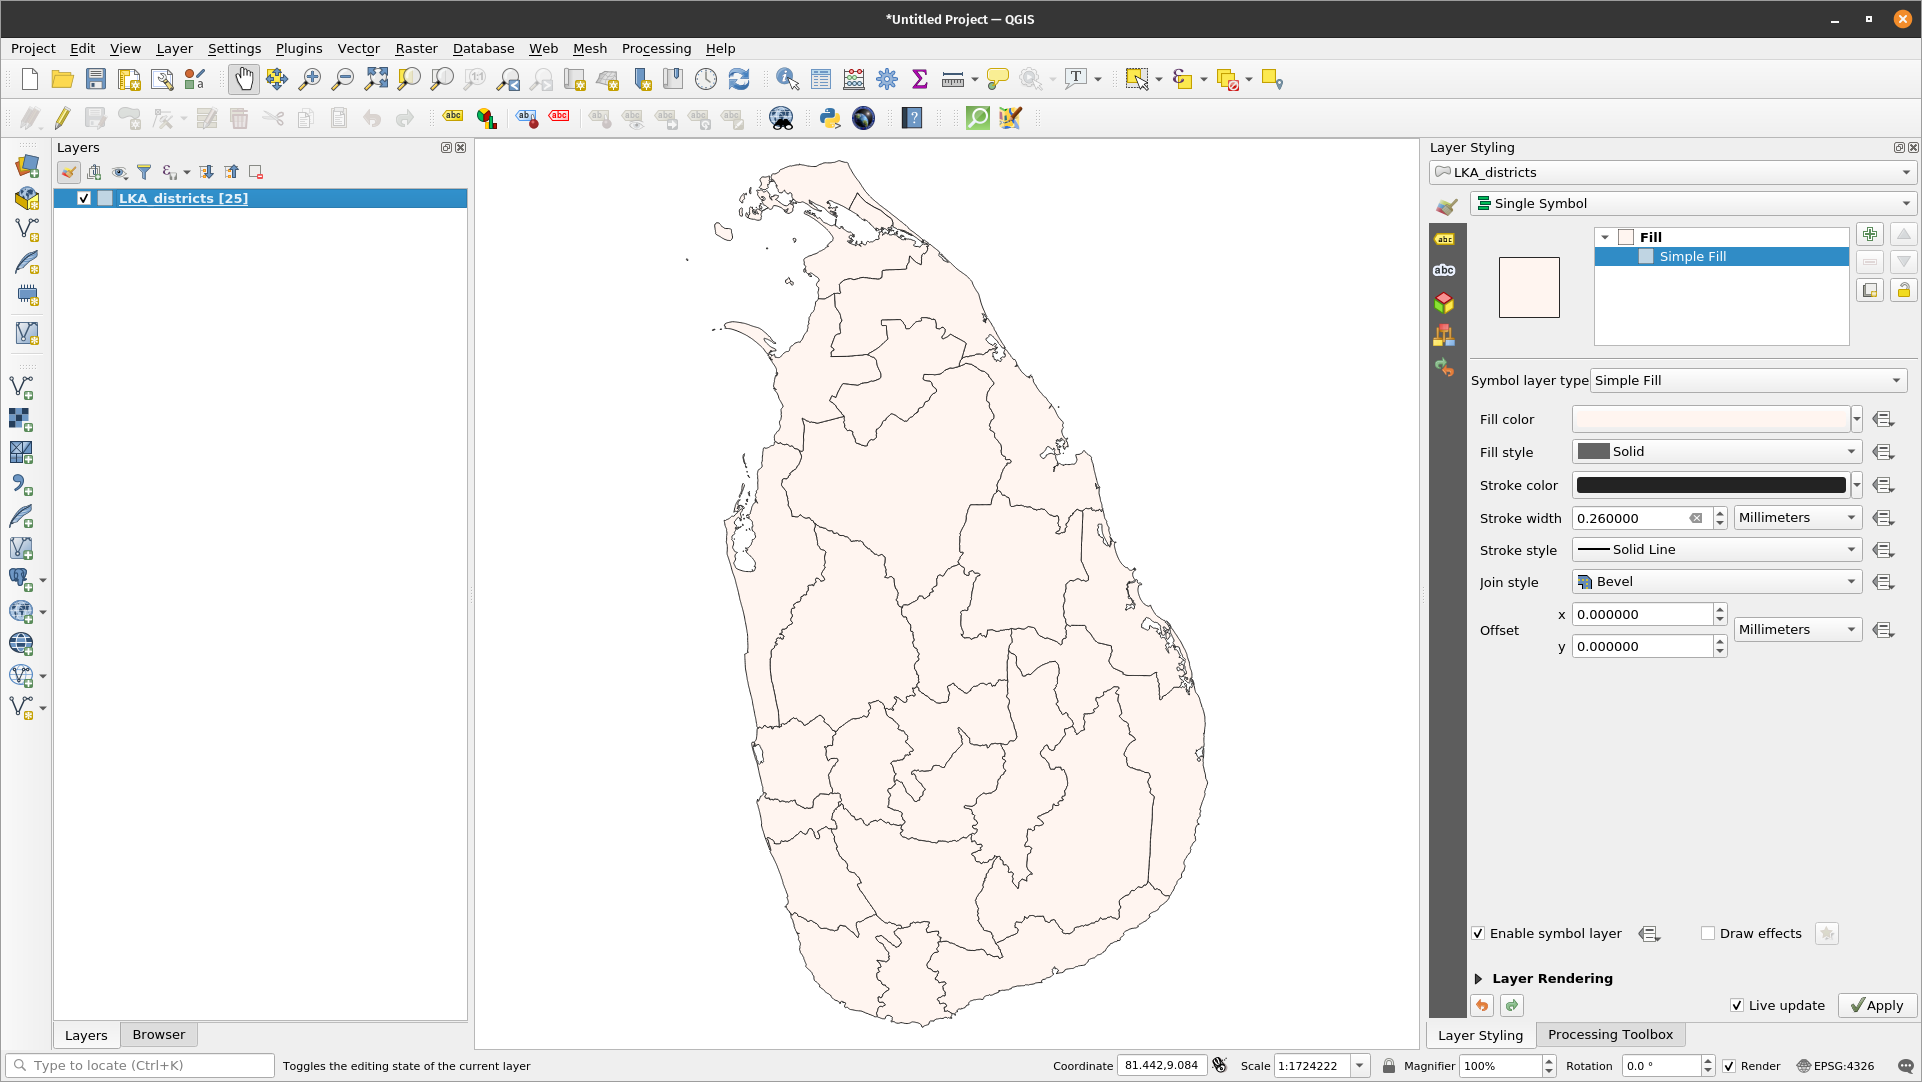 *Untitled Project — QGIS
Project Edit View Layer Settings Plugins Vector Raster Database Web Mesh Processing Help
Layers
LKA_districts [25]
Layers Browser
Layer Styling
LKA_districts
Single Symbol
Fill
Simple Fill
Symbol layer type Simple Fill
Fill color
Fill style Solid
Stroke color
Stroke width 0.260000 Millimeters
Stroke style Solid Line
Join style Bevel
Offset x 0.000000 Millimeters
y 0.000000
Enable symbol layer Draw effects
Layer Rendering
Live update Apply
Layer Styling Processing Toolbox
Type to locate (Ctrl+K) Toggles the editing state of the current layer Coordinate 81.442,9.084 Scale 1:1724222 Magnifier 100% Rotation 0.0 ° Render EPSG:4326